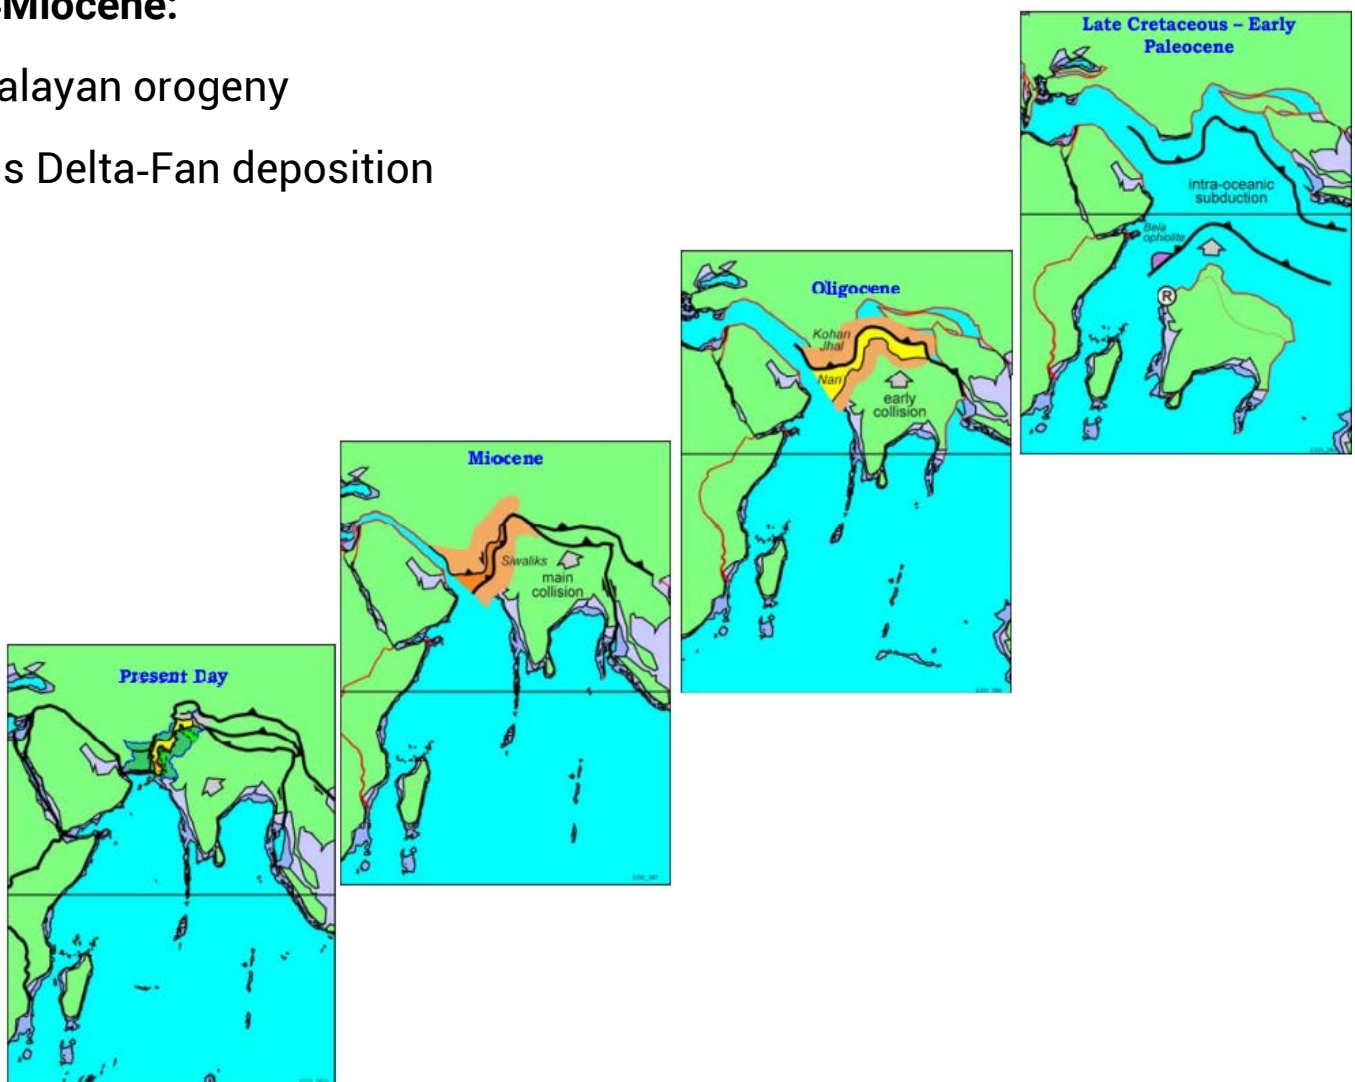 -Miocene:
alayan orogeny
s Delta-Fan deposition
Late Cretaceous – Early
Paleocene
intra-oceanic
subduction
Bela
ophiolite
R
Oligocene
Kohan
Jhal
Nari
early
collision
Miocene
Siwaliks
main
collision
Present Day